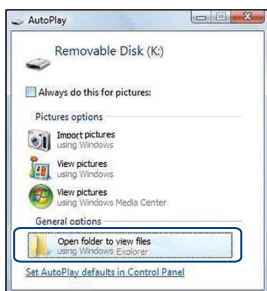 AutoPlay
Removable Disk (K:)
Always do this for pictures:
Pictures options
Import pictures
using Windows
View pictures
using Windows
View pictures
using Windows Media Center
General options
Open folder to view files
using Windows Explorer
Set AutoPlay defaults in Control Panel